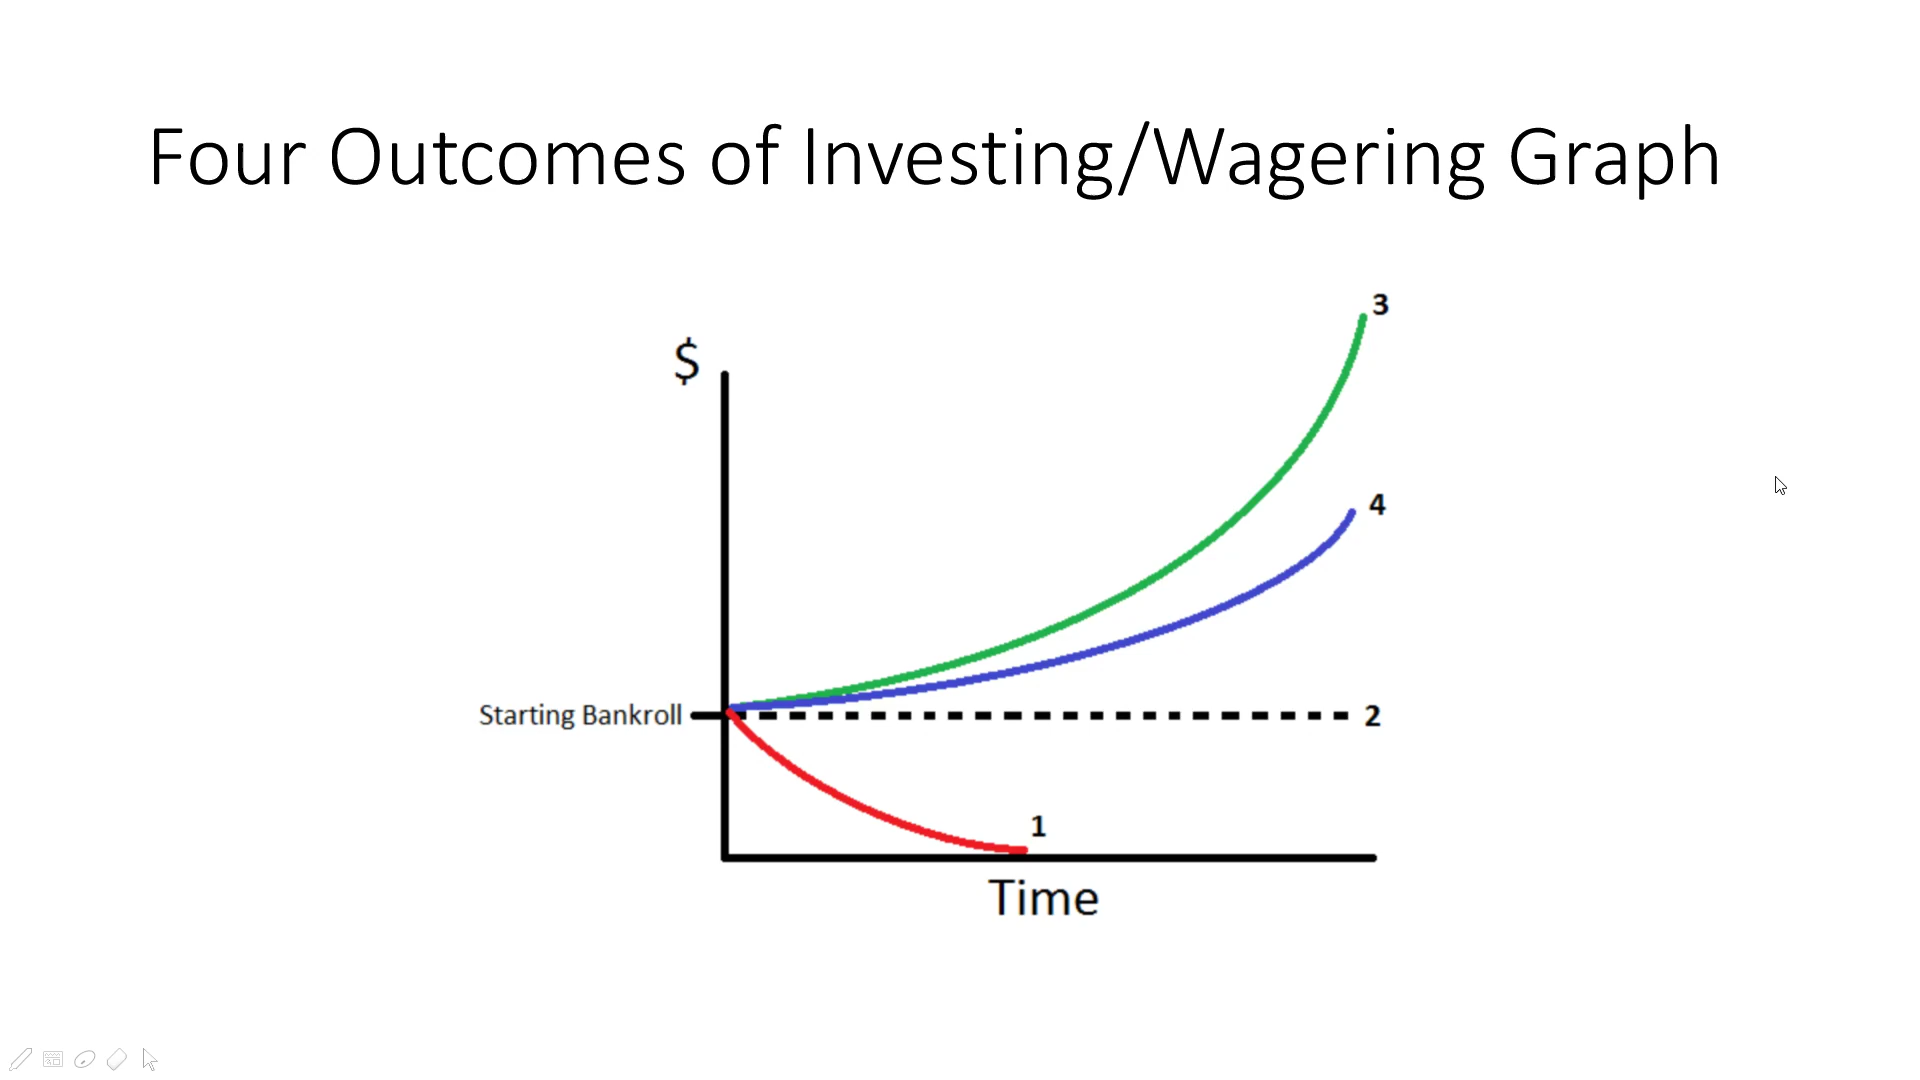 Four Outcomes of Investing/Wagering Graph
3
$
4
Starting Bankroll
2
1
Time